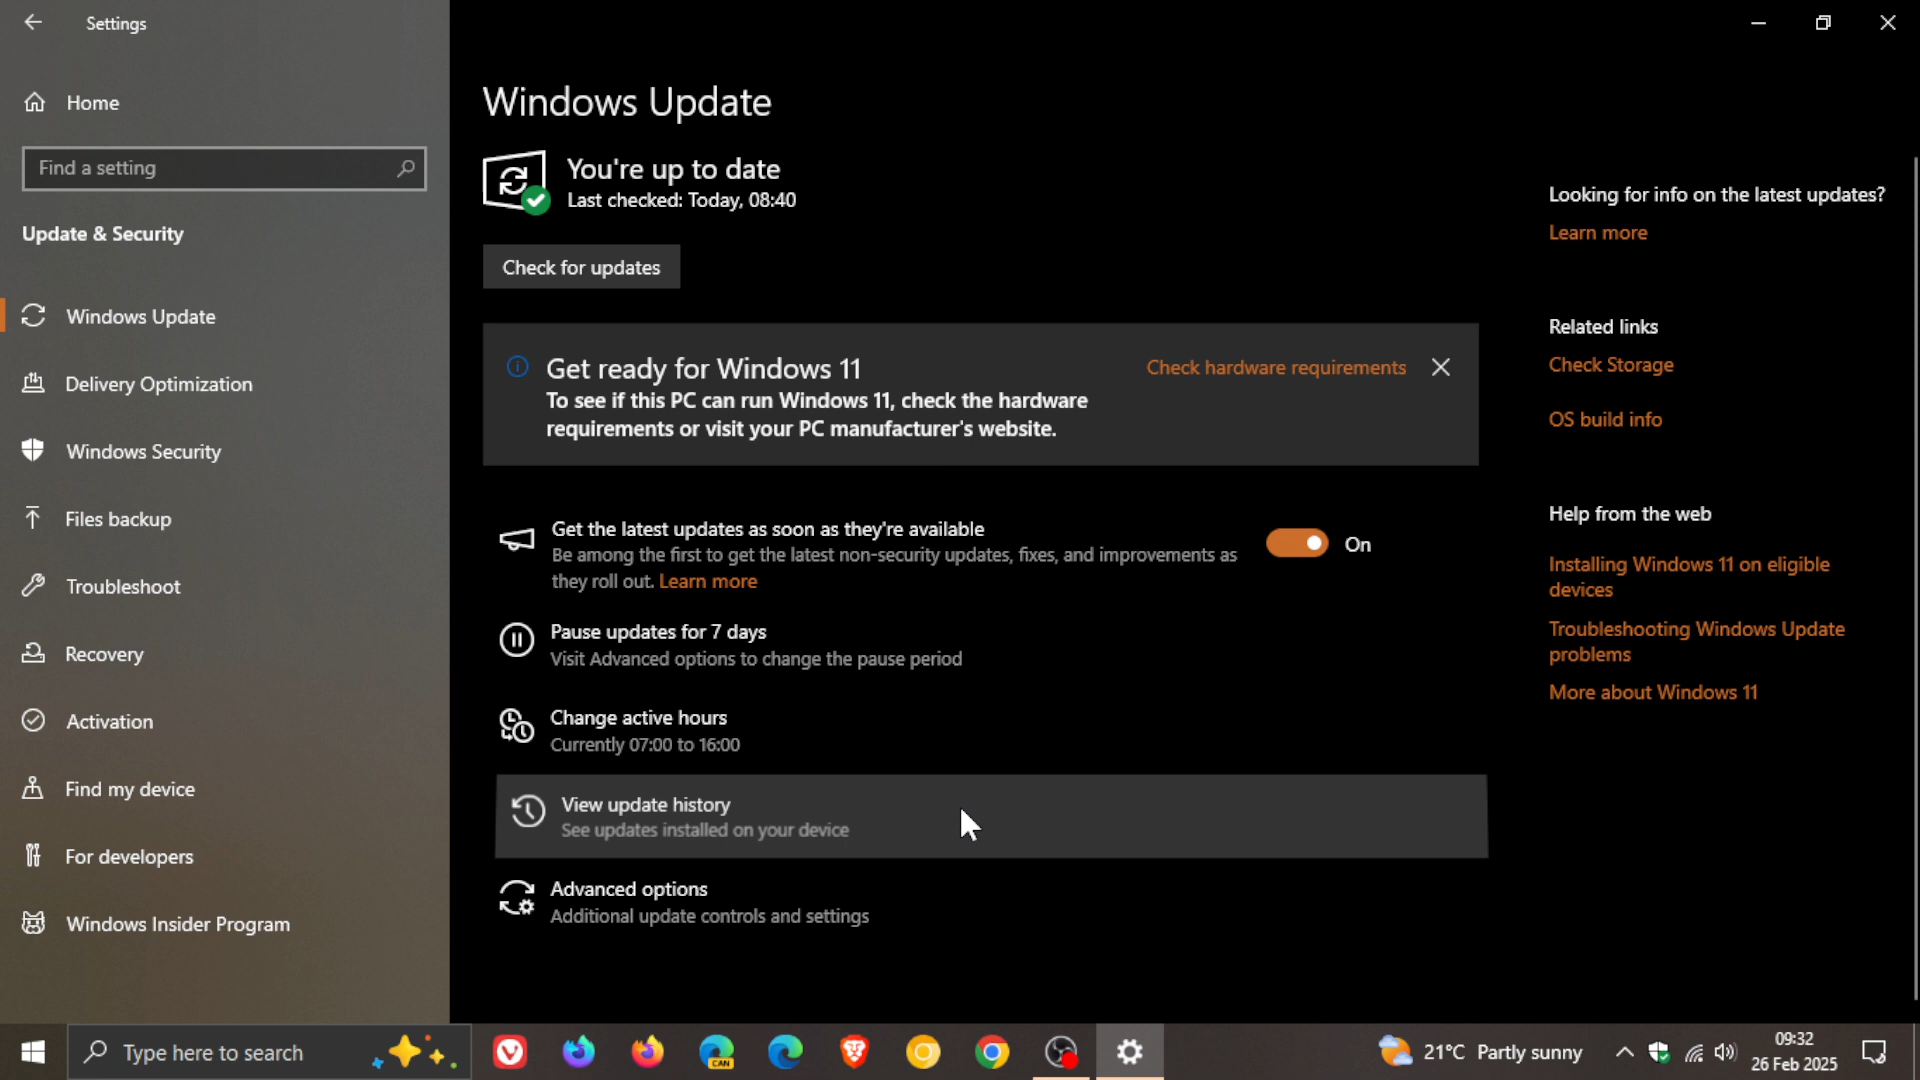 Settings
Home
Find a setting
Update & Security
Windows Update
Delivery Optimization
Windows Security
Files backup
Troubleshoot
Recovery
Activation
Find my device
For developers
Windows Insider Program
Windows Update
You're up to date
Last checked: Today, 08:40
Check for updates
Get ready for Windows 11
Check hardware requirements
To see if this PC can run Windows 11, check the hardware
requirements or visit your PC manufacturer's website.
Get the latest updates as soon as they're available
Be among the first to get the latest non-security updates, fixes, and improvements as
they roll out. Learn more
On
Pause updates for 7 days
Visit Advanced options to change the pause period
Change active hours
Currently 07:00 to 16:00
View update history
See updates installed on your device
Advanced options
Additional update controls and settings
Looking for info on the latest updates?
Learn more
Related links
Check Storage
OS build info
Help from the web
Installing Windows 11 on eligible
devices
Troubleshooting Windows Update
problems
More about Windows 11
Type here to search
CAN
21°C Partly sunny
09:32
26 Feb 2025